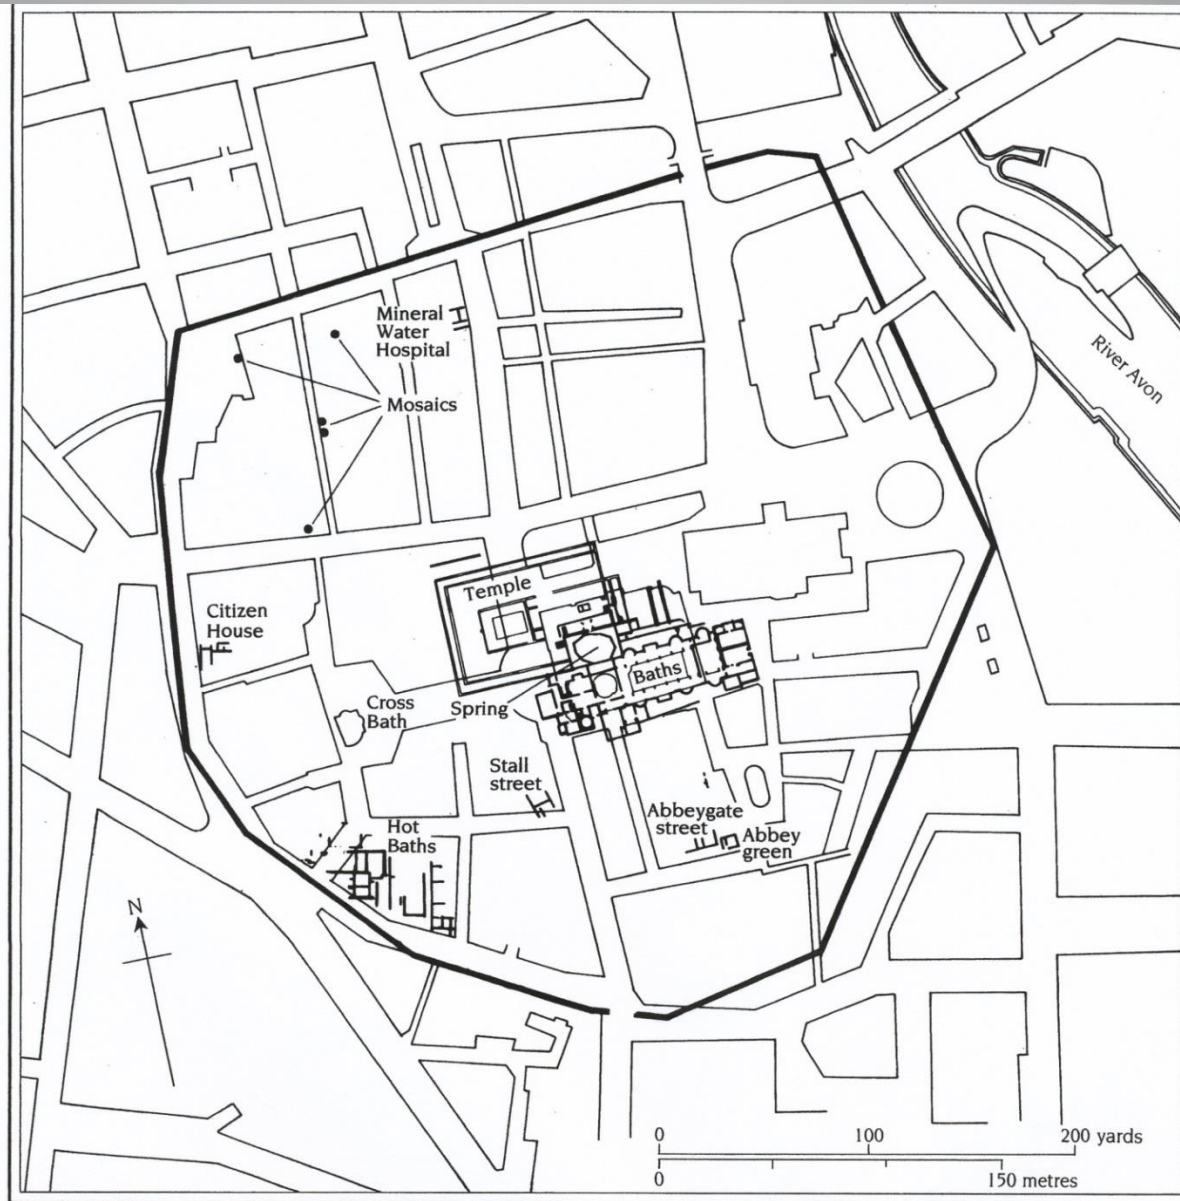 Mineral
Water
Hospital
Mosaics
River Avon
Temple
Citizen
House
Baths
Cross
Bath
Spring
Stall
street
Abbeygate
street
Abbey
green
Hot
Baths
N
0 100 200 yards
0 150 metres